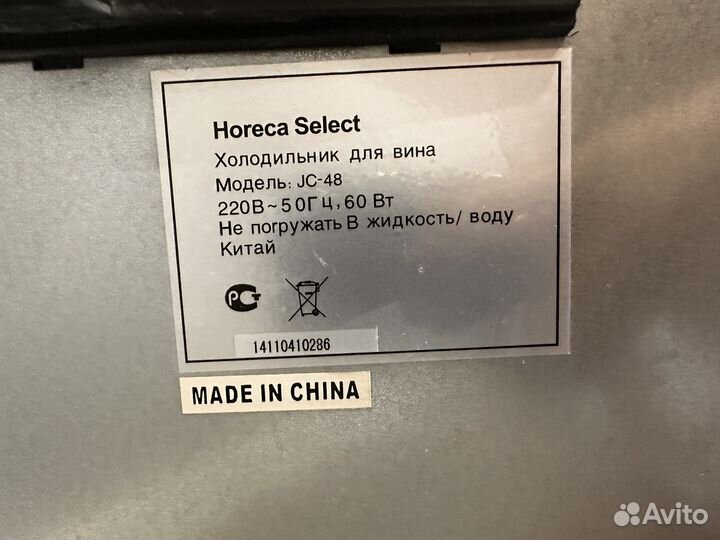 Horeca Select
Холодильник для вина
Модель: JC-48
220В~50ГЦ, 60 Вт
Не погружать В жидкость/ воду
Китай
РСТ
14110410286
MADE IN CHINA
Avito